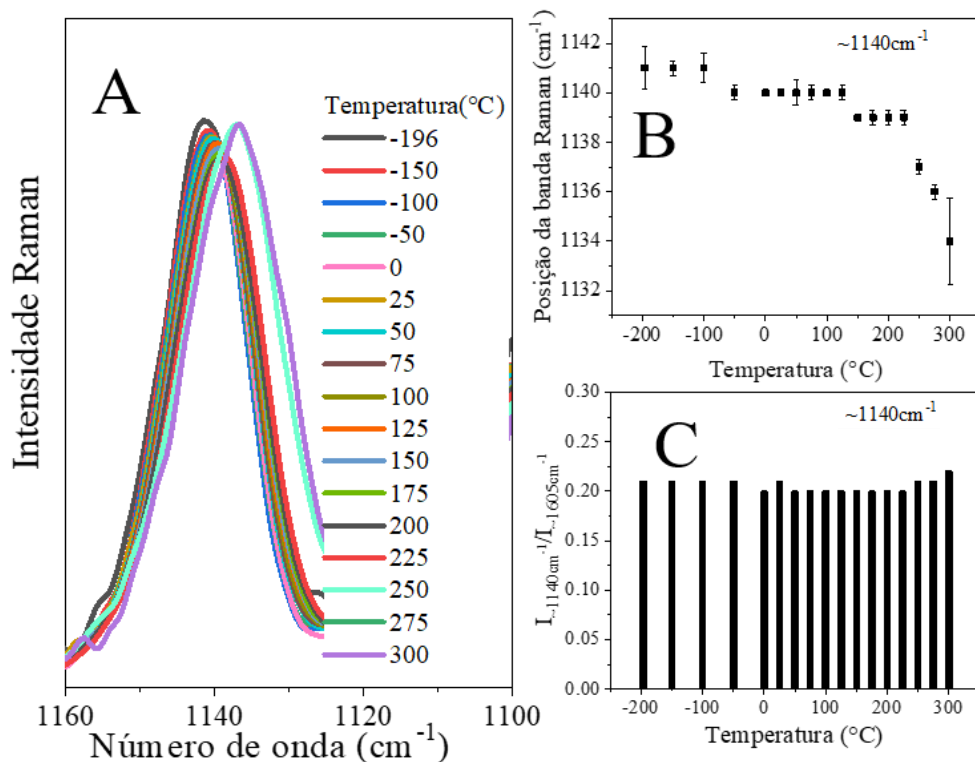 A
Temperatura(°C)
-196
-150
-100
-50
0
25
50
75
100
125
150
175
200
225
250
275
300
Intensidade Raman
1160 1140 1120 1100
Número de onda (cm⁻¹)
B
~1140cm⁻¹
Posição da banda Raman (cm⁻¹)
1142
1140
1138
1136
1134
1132
-200 -100 0 100 200 300
Temperatura (°C)
C
~1140cm⁻¹
I~1140cm⁻¹/I~1605cm⁻¹
0.30
0.25
0.20
0.15
0.10
0.05
0.00
-200 -100 0 100 200 300
Temperatura (°C)